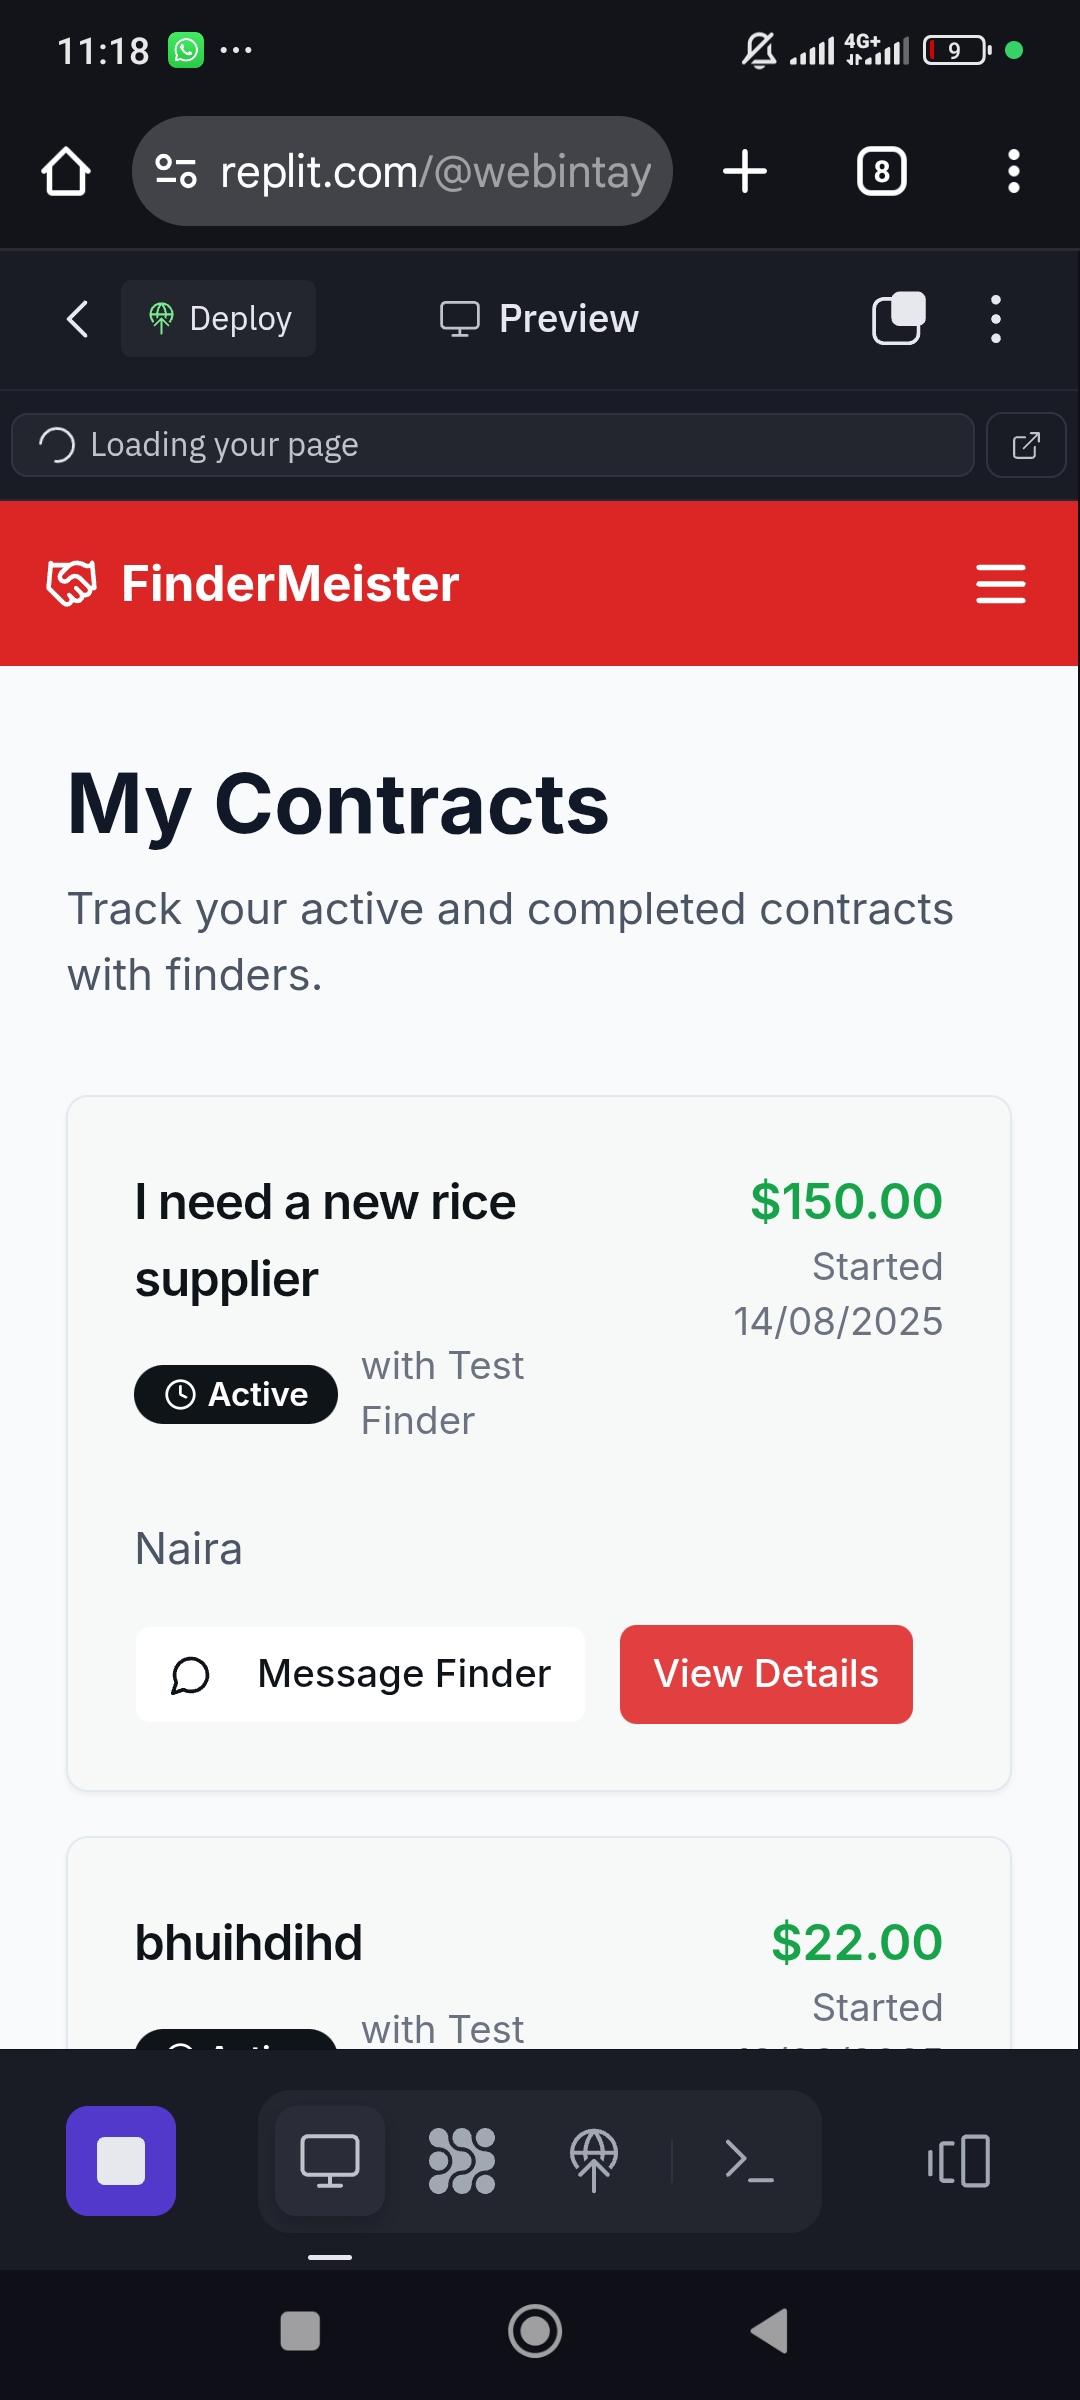 11:18
4G+
9
replit.com/@webintay
8
Deploy
Preview
Loading your page
FinderMeister
My Contracts
Track your active and completed contracts
with finders.
I need a new rice
supplier
$150.00
Started
14/08/2025
Active
with Test
Finder
Naira
Message Finder
View Details
bhuihdihd
$22.00
Started
with Test